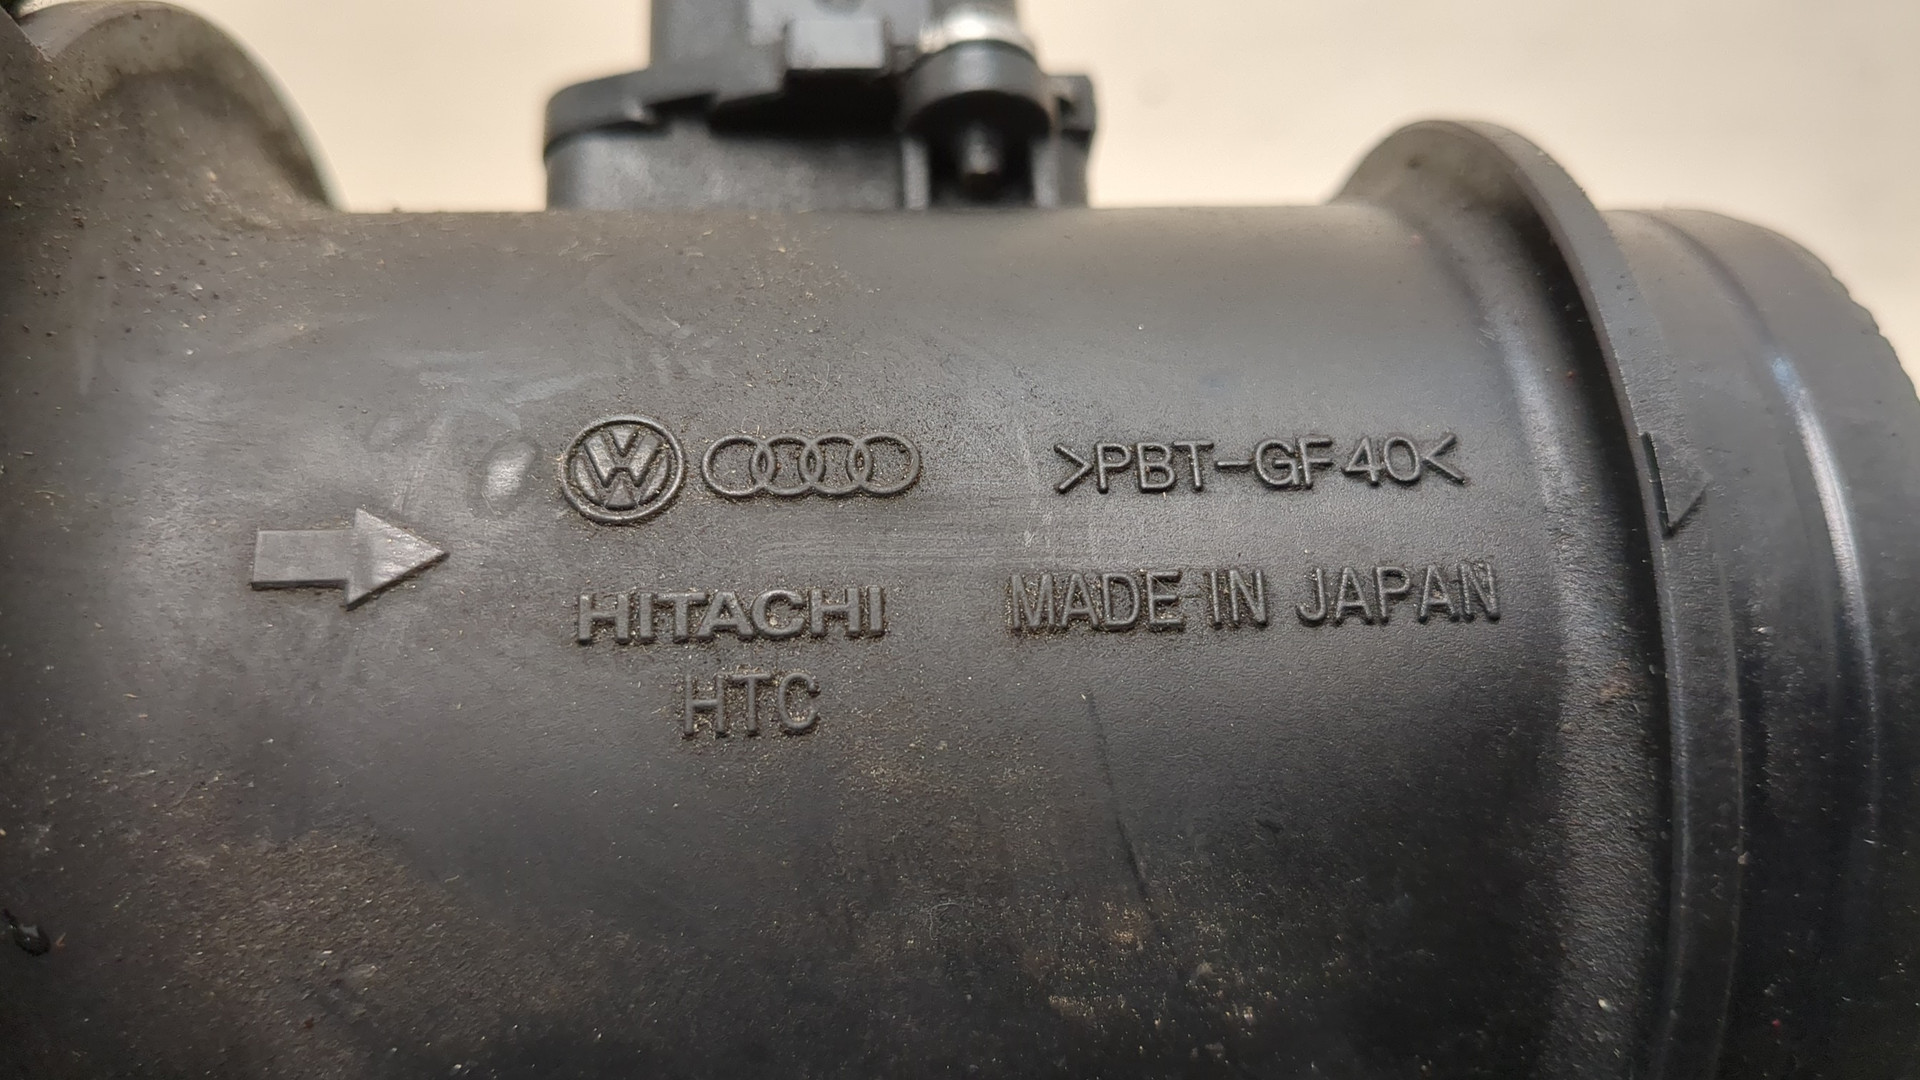 >PBT-GF40<
HITACHI
MADE IN JAPAN
HTC